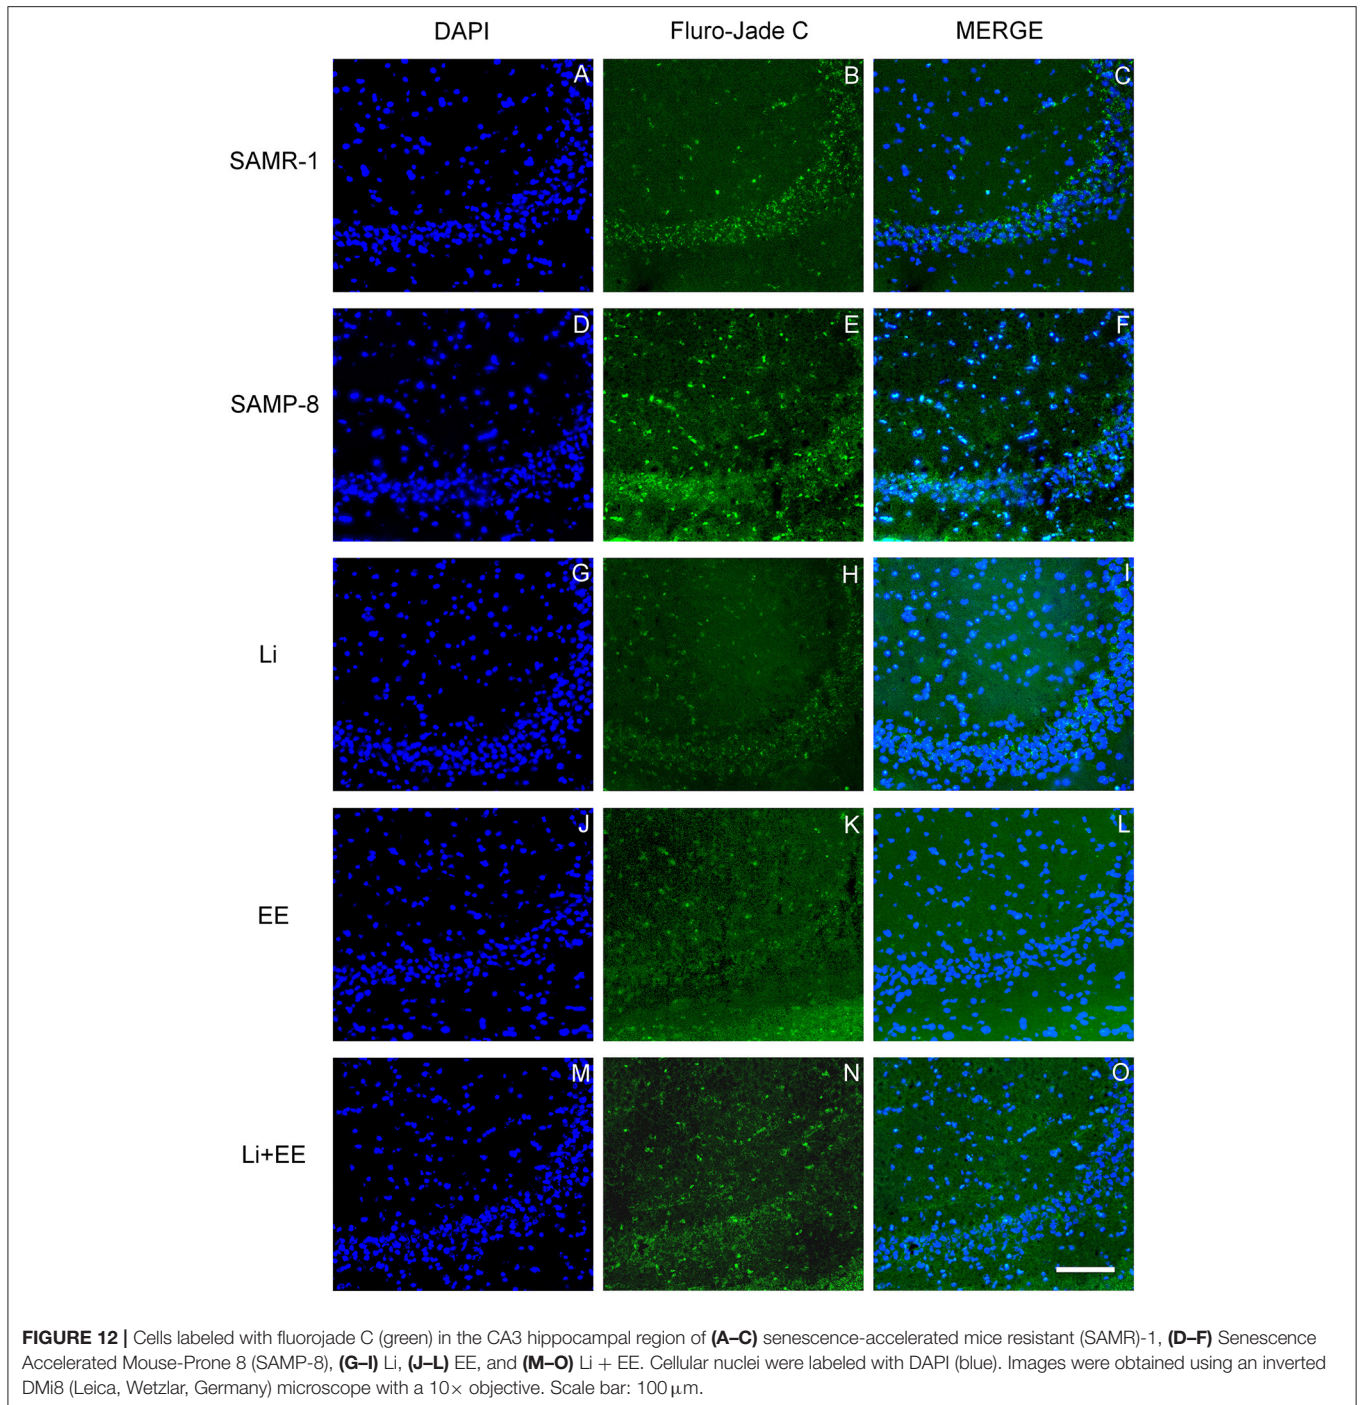 DAPI Fluro-Jade C MERGE
A B C
SAMR-1
D E F
SAMP-8
G H I
Li
J K L
EE
M N O
Li+EE
FIGURE 12 | Cells labeled with fluorojade C (green) in the CA3 hippocampal region of (A–C) senescence-accelerated mice resistant (SAMR)-1, (D–F) Senescence
Accelerated Mouse-Prone 8 (SAMP-8), (G–I) Li, (J–L) EE, and (M–O) Li + EE. Cellular nuclei were labeled with DAPI (blue). Images were obtained using an inverted
DMi8 (Leica, Wetzlar, Germany) microscope with a 10× objective. Scale bar: 100 μm.